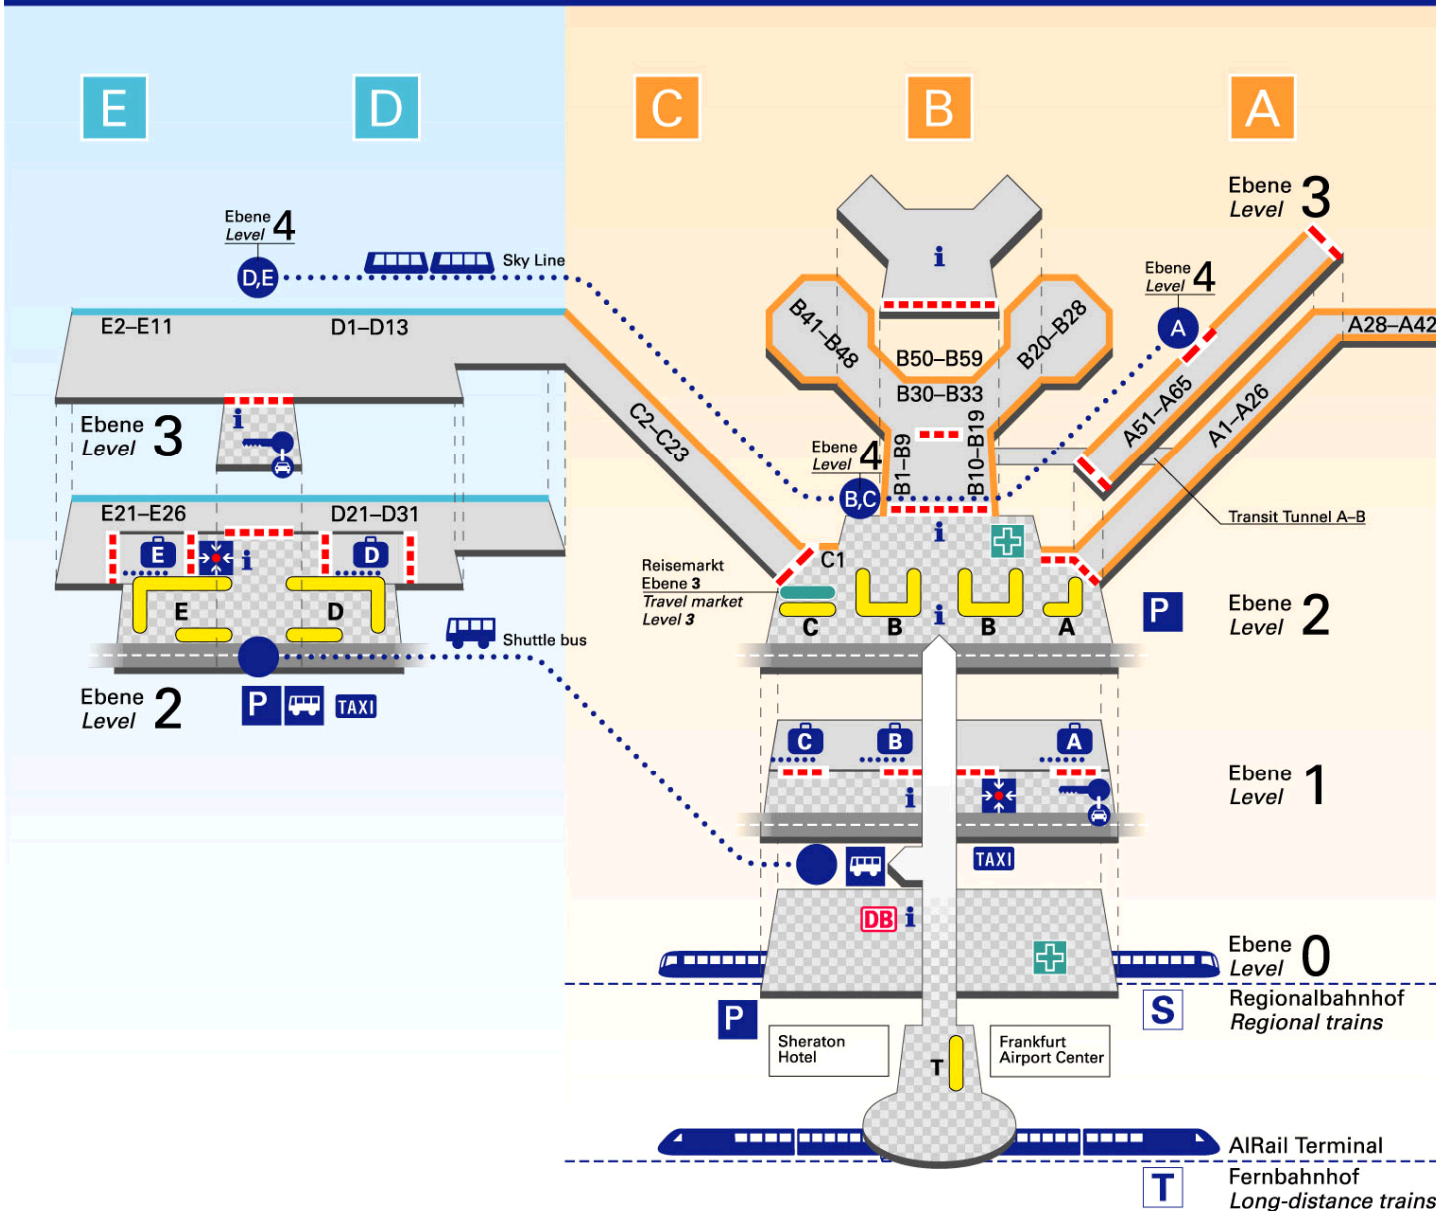 E
D
C
B
A
Ebene
Level 4
D,E
Sky Line
E2–E11
D1–D13
Ebene
Level 3
i
E21–E26
D21–D31
E
D
i
E
D
Shuttle bus
Ebene
Level 2
P
TAXI
i
B41–B48
B50–B59
B20–B28
B30–B33
B1–B9
B10–B19
C2–C23
Ebene
Level 4
B,C
Ebene
Level 4
A
Ebene
Level 3
A28–A42
A51–A65
A1–A26
Transit Tunnel A–B
C1
i
Reisemarkt
Ebene 3
Travel market
Level 3
C
B
i
B
A
P
Ebene
Level 2
C
B
A
i
Ebene
Level 1
TAXI
DB
i
Ebene
Level 0
P
S
Regionalbahnhof
Regional trains
Sheraton
Hotel
T
Frankfurt
Airport Center
AIRail Terminal
T
Fernbahnhof
Long-distance trains